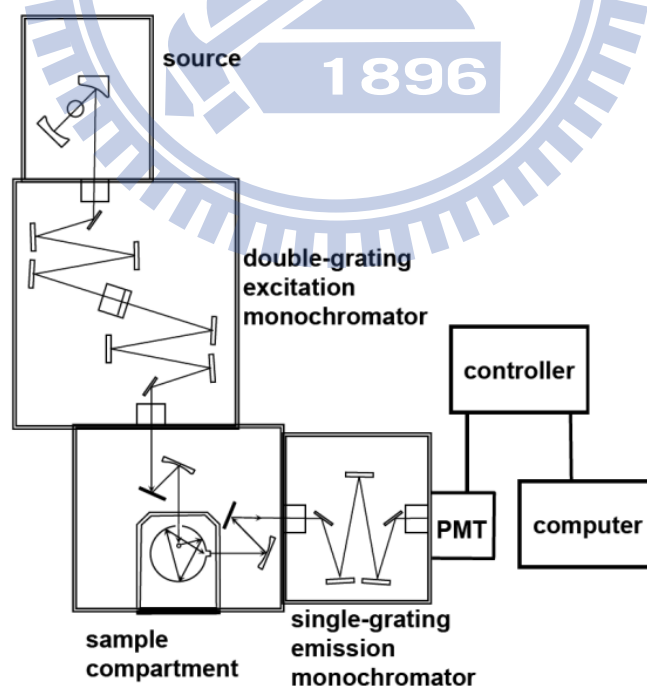 source
1896
double-grating
excitation
monochromator
controller
PMT
computer
single-grating
emission
monochromator
sample
compartment